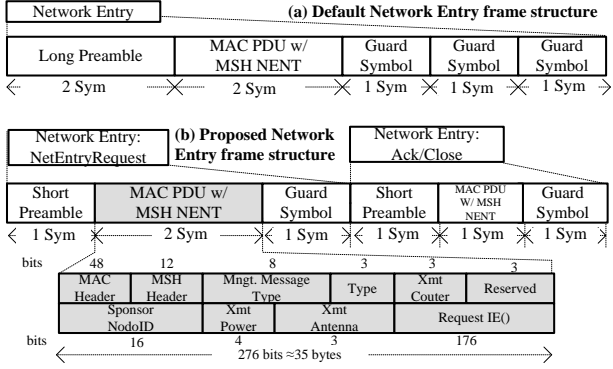 Network Entry
(a) Default Network Entry frame structure
Long Preamble
MAC PDU w/
MSH NENT
Guard
Symbol
Guard
Symbol
Guard
Symbol
2 Sym
2 Sym
1 Sym
1 Sym
1 Sym
Network Entry:
NetEntryRequest
(b) Proposed Network
Entry frame structure
Network Entry:
Ack/Close
Short
Preamble
MAC PDU w/
MSH NENT
Guard
Symbol
Short
Preamble
MAC PDU
W/ MSH
NENT
Guard
Symbol
1 Sym
2 Sym
1 Sym
1 Sym
1 Sym
1 Sym
bits
48
12
8
3
3
3
MAC
Header
MSH
Header
Mngt. Message
Type
Type
Xmt
Couter
Reserved
Sponsor
NodoID
Xmt
Power
Xmt
Antenna
Request IE()
bits
16
4
3
176
276 bits ≈35 bytes